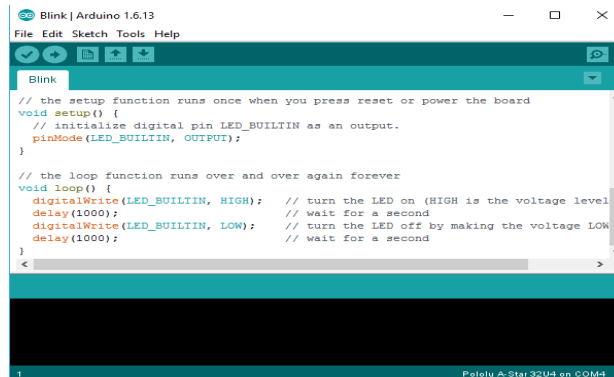 Blink | Arduino 1.6.13
File Edit Sketch Tools Help
Blink
// the setup function runs once when you press reset or power the board
void setup() {
  // initialize digital pin LED_BUILTIN as an output.
  pinMode(LED_BUILTIN, OUTPUT);
}
// the loop function runs over and over again forever
void loop() {
  digitalWrite(LED_BUILTIN, HIGH);   // turn the LED on (HIGH is the voltage level
  delay(1000);                       // wait for a second
  digitalWrite(LED_BUILTIN, LOW);    // turn the LED off by making the voltage LOW
  delay(1000);                       // wait for a second
}
1 Pololu A-Star 32U4 on COM4